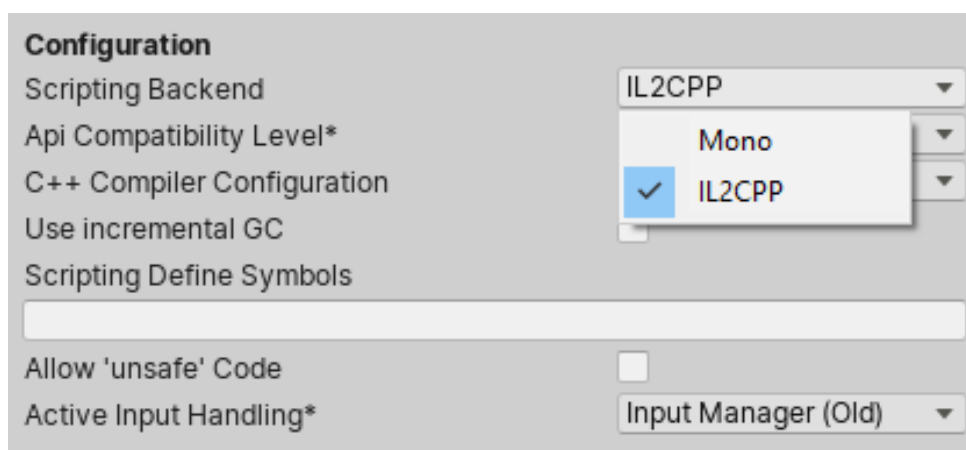 Configuration
Scripting Backend IL2CPP
Api Compatibility Level*
Mono
C++ Compiler Configuration
IL2CPP
Use incremental GC
Scripting Define Symbols
Allow 'unsafe' Code
Active Input Handling* Input Manager (Old)